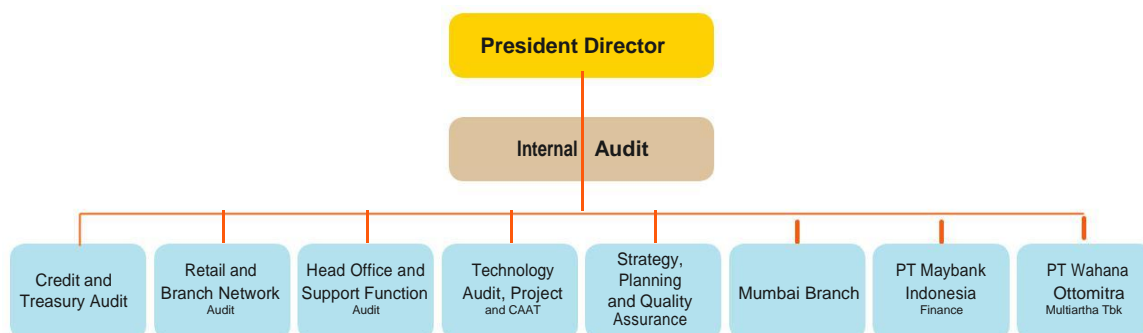 President Director
Internal Audit
Credit and
Treasury Audit
Retail and
Branch Network
Audit
Head Office and
Support Function
Audit
Technology
Audit, Project
and CAAT
Strategy,
Planning
and Quality
Assurance
Mumbai Branch
PT Maybank
Indonesia
Finance
PT Wahana
Ottomitra
Multiartha Tbk